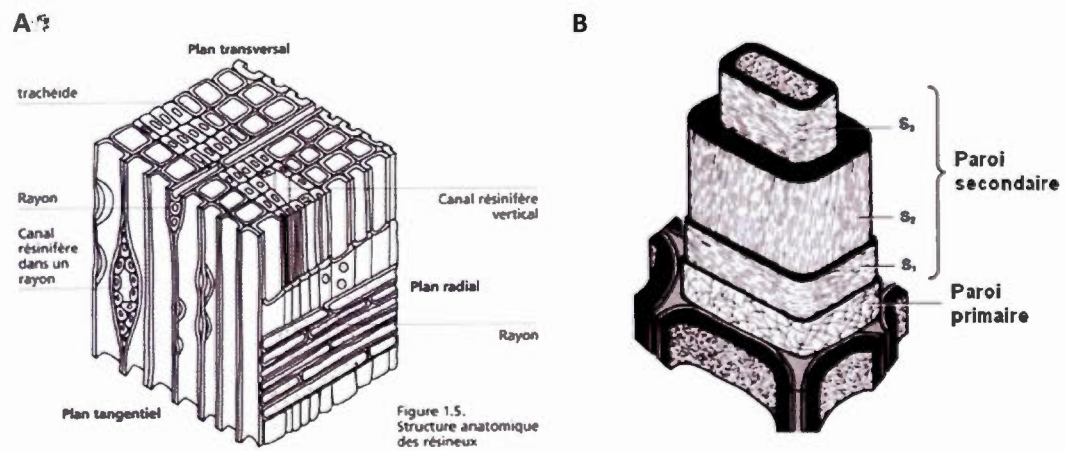 A
B
Plan transversal
trachéide
Rayon
Canal
résinifère
dans un
rayon
Canal résinifère
vertical
Plan radial
Rayon
Plan tangentiel
Figure 1.5.
Structure anatomique
des résineux
S₃
Paroi
secondaire
S₂
S₁
Paroi
primaire